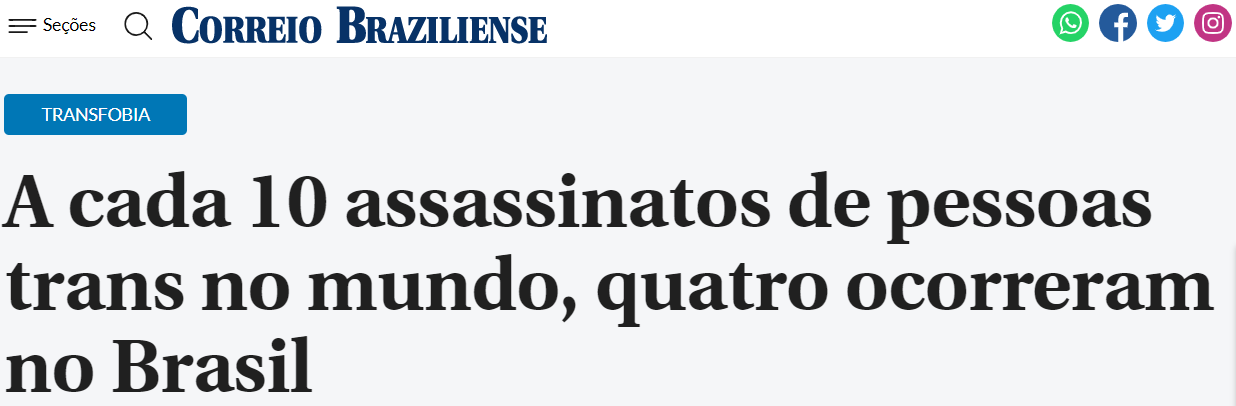 Seções
CORREIO BRAZILIENSE
TRANSFOBIA
A cada 10 assassinatos de pessoas
trans no mundo, quatro ocorreram
no Brasil